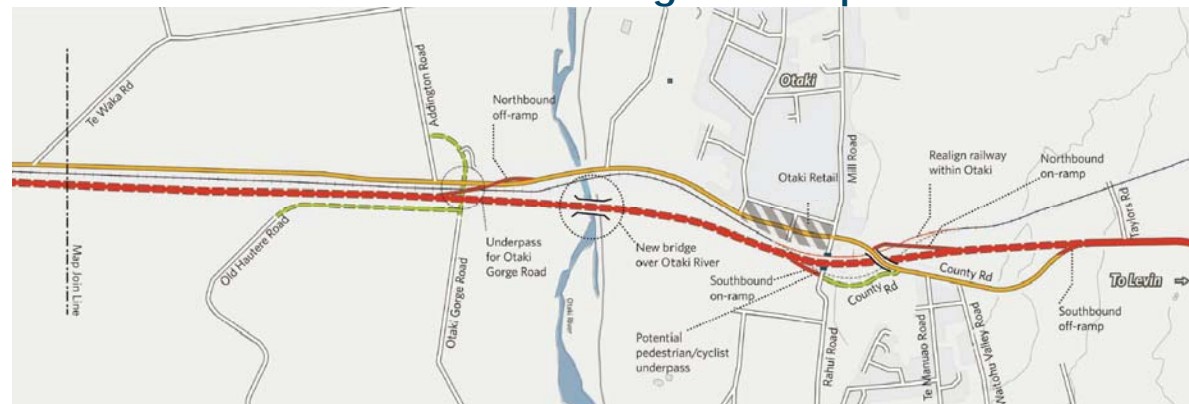 Te Waka Rd
Map Join Line
Addington Road
Northbound
off-ramp
Old Hautere Road
Otaki Gorge Road
Underpass
for Otaki
Gorge Road
Otaki River
New bridge
over Otaki River
Otaki
Otaki Retail
Mill Road
Realign railway
within Otaki
Northbound
on-ramp
Taylors Rd
Southbound
on-ramp
County
Rd
County Rd
To Levin
Potential
pedestrian/cyclist
underpass
Rahui Road
Te Manuao Road
Waitohu Valley Road
Southbound
off-ramp